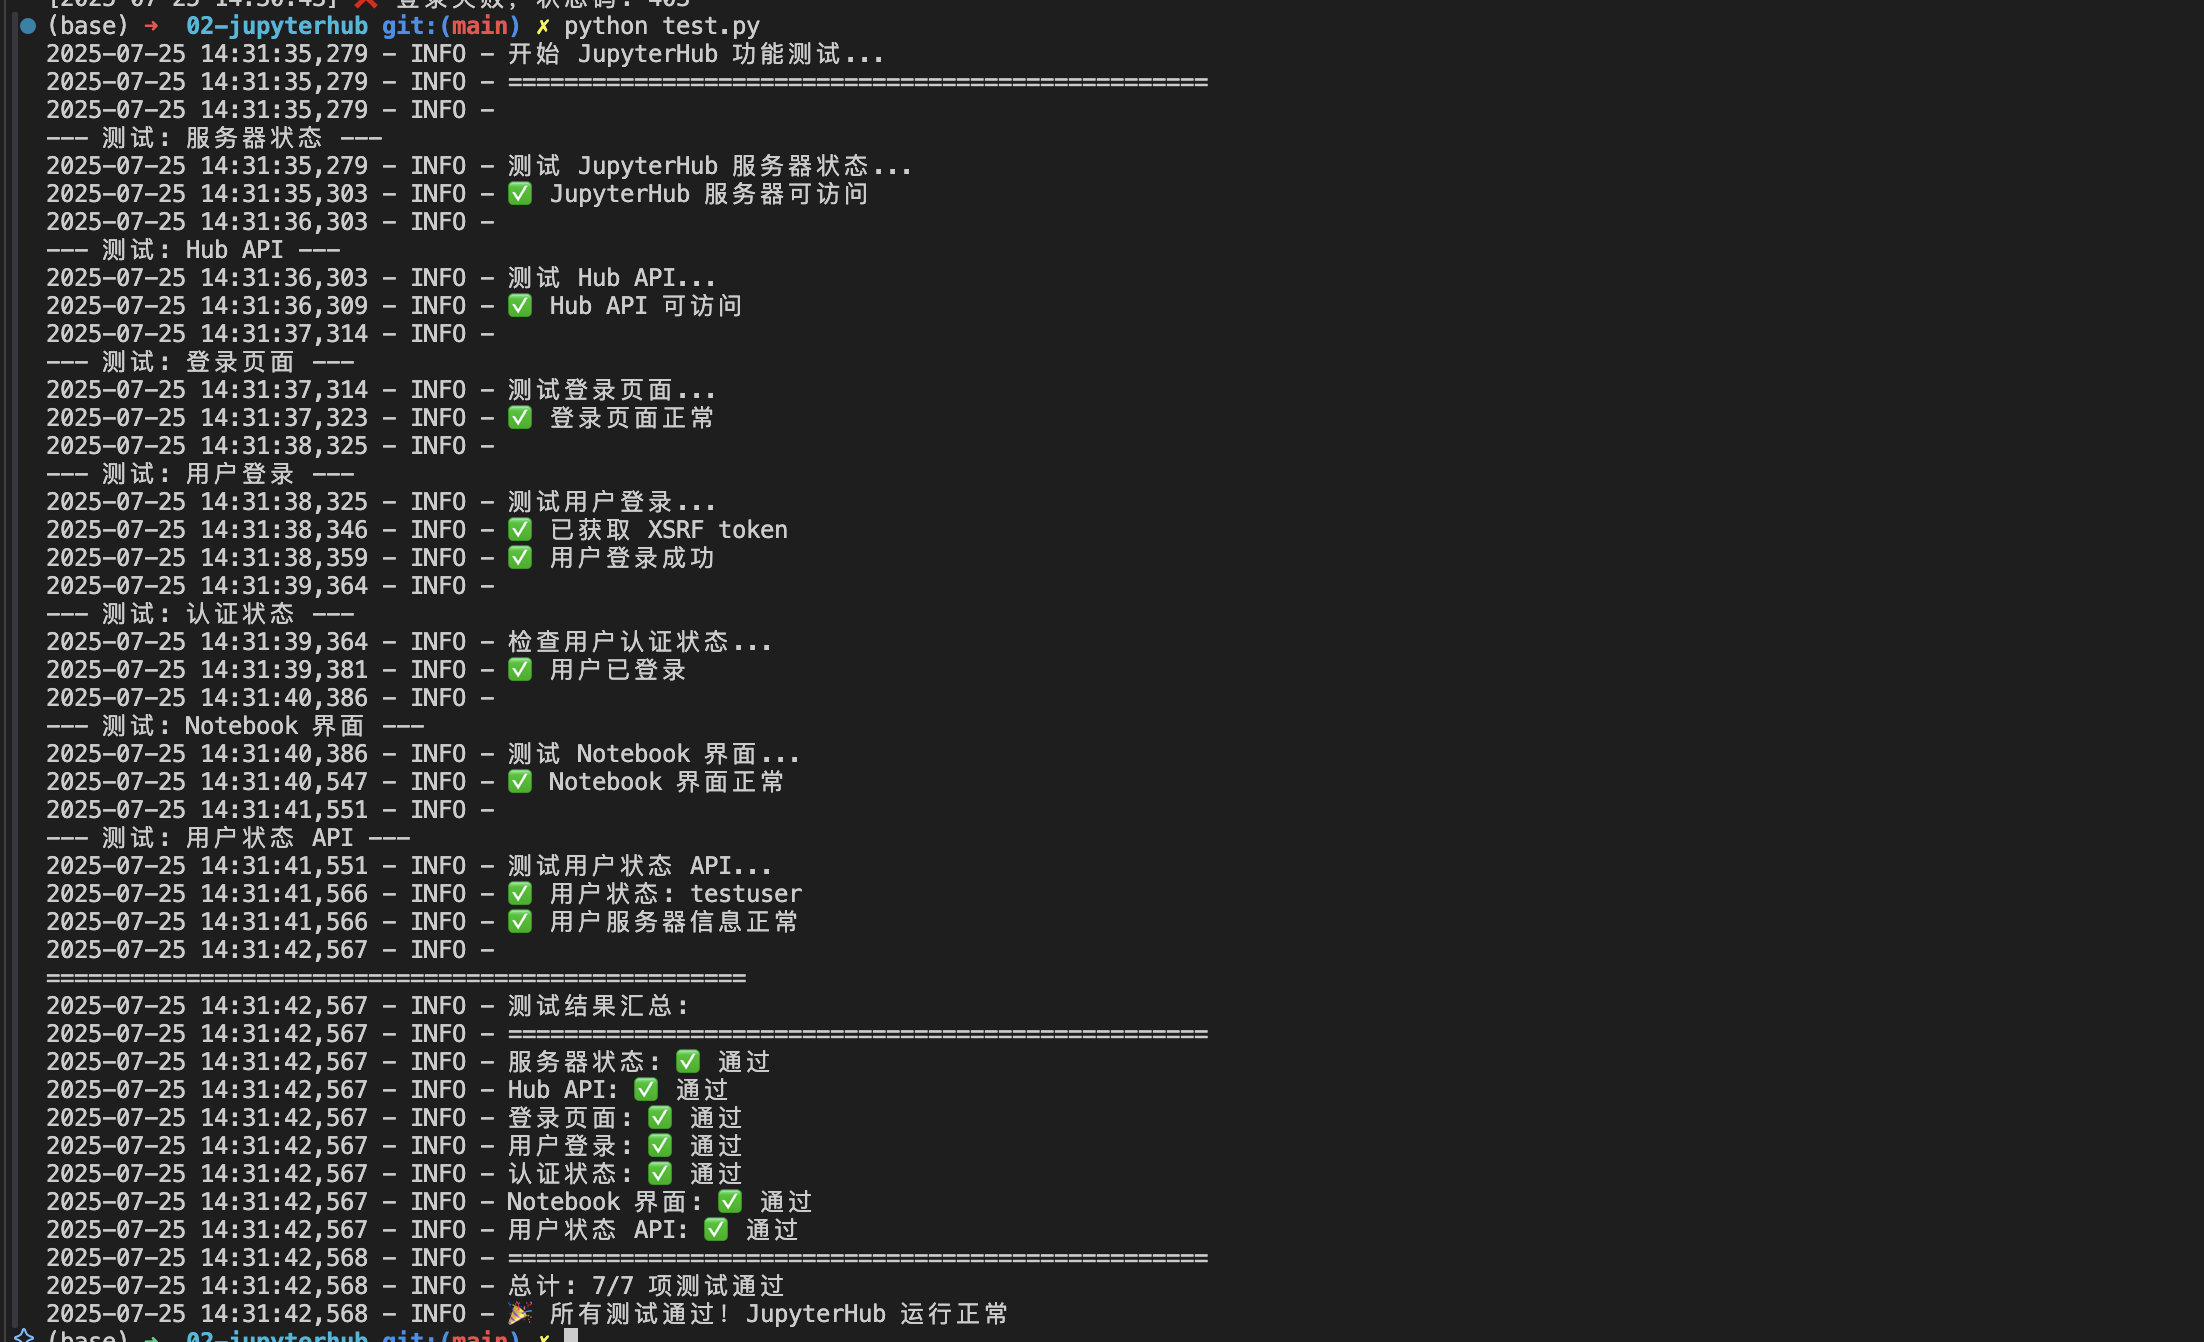 [2025-07-25 14:30:43] ❌ 登录失败, 状态码: 403
(base) ➜  02-jupyterhub git:(main) ✗ python test.py
2025-07-25 14:31:35,279 - INFO - 开始 JupyterHub 功能测试...
2025-07-25 14:31:35,279 - INFO - ==================================================
2025-07-25 14:31:35,279 - INFO -
--- 测试: 服务器状态 ---
2025-07-25 14:31:35,279 - INFO - 测试 JupyterHub 服务器状态...
2025-07-25 14:31:35,303 - INFO - ✅ JupyterHub 服务器可访问
2025-07-25 14:31:36,303 - INFO -
--- 测试: Hub API ---
2025-07-25 14:31:36,303 - INFO - 测试 Hub API...
2025-07-25 14:31:36,309 - INFO - ✅ Hub API 可访问
2025-07-25 14:31:37,314 - INFO -
--- 测试: 登录页面 ---
2025-07-25 14:31:37,314 - INFO - 测试登录页面...
2025-07-25 14:31:37,323 - INFO - ✅ 登录页面正常
2025-07-25 14:31:38,325 - INFO -
--- 测试: 用户登录 ---
2025-07-25 14:31:38,325 - INFO - 测试用户登录...
2025-07-25 14:31:38,346 - INFO - ✅ 已获取 XSRF token
2025-07-25 14:31:38,359 - INFO - ✅ 用户登录成功
2025-07-25 14:31:39,364 - INFO -
--- 测试: 认证状态 ---
2025-07-25 14:31:39,364 - INFO - 检查用户认证状态...
2025-07-25 14:31:39,381 - INFO - ✅ 用户已登录
2025-07-25 14:31:40,386 - INFO -
--- 测试: Notebook 界面 ---
2025-07-25 14:31:40,386 - INFO - 测试 Notebook 界面...
2025-07-25 14:31:40,547 - INFO - ✅ Notebook 界面正常
2025-07-25 14:31:41,551 - INFO -
--- 测试: 用户状态 API ---
2025-07-25 14:31:41,551 - INFO - 测试用户状态 API...
2025-07-25 14:31:41,566 - INFO - ✅ 用户状态: testuser
2025-07-25 14:31:41,566 - INFO - ✅ 用户服务器信息正常
2025-07-25 14:31:42,567 - INFO -
==================================================
2025-07-25 14:31:42,567 - INFO - 测试结果汇总:
2025-07-25 14:31:42,567 - INFO - ==================================================
2025-07-25 14:31:42,567 - INFO - 服务器状态: ✅ 通过
2025-07-25 14:31:42,567 - INFO - Hub API: ✅ 通过
2025-07-25 14:31:42,567 - INFO - 登录页面: ✅ 通过
2025-07-25 14:31:42,567 - INFO - 用户登录: ✅ 通过
2025-07-25 14:31:42,567 - INFO - 认证状态: ✅ 通过
2025-07-25 14:31:42,567 - INFO - Notebook 界面: ✅ 通过
2025-07-25 14:31:42,567 - INFO - 用户状态 API: ✅ 通过
2025-07-25 14:31:42,568 - INFO - ==================================================
2025-07-25 14:31:42,568 - INFO - 总计: 7/7 项测试通过
2025-07-25 14:31:42,568 - INFO - 🎉 所有测试通过! JupyterHub 运行正常
(base) ➜  02-jupyterhub git:(main) ✗